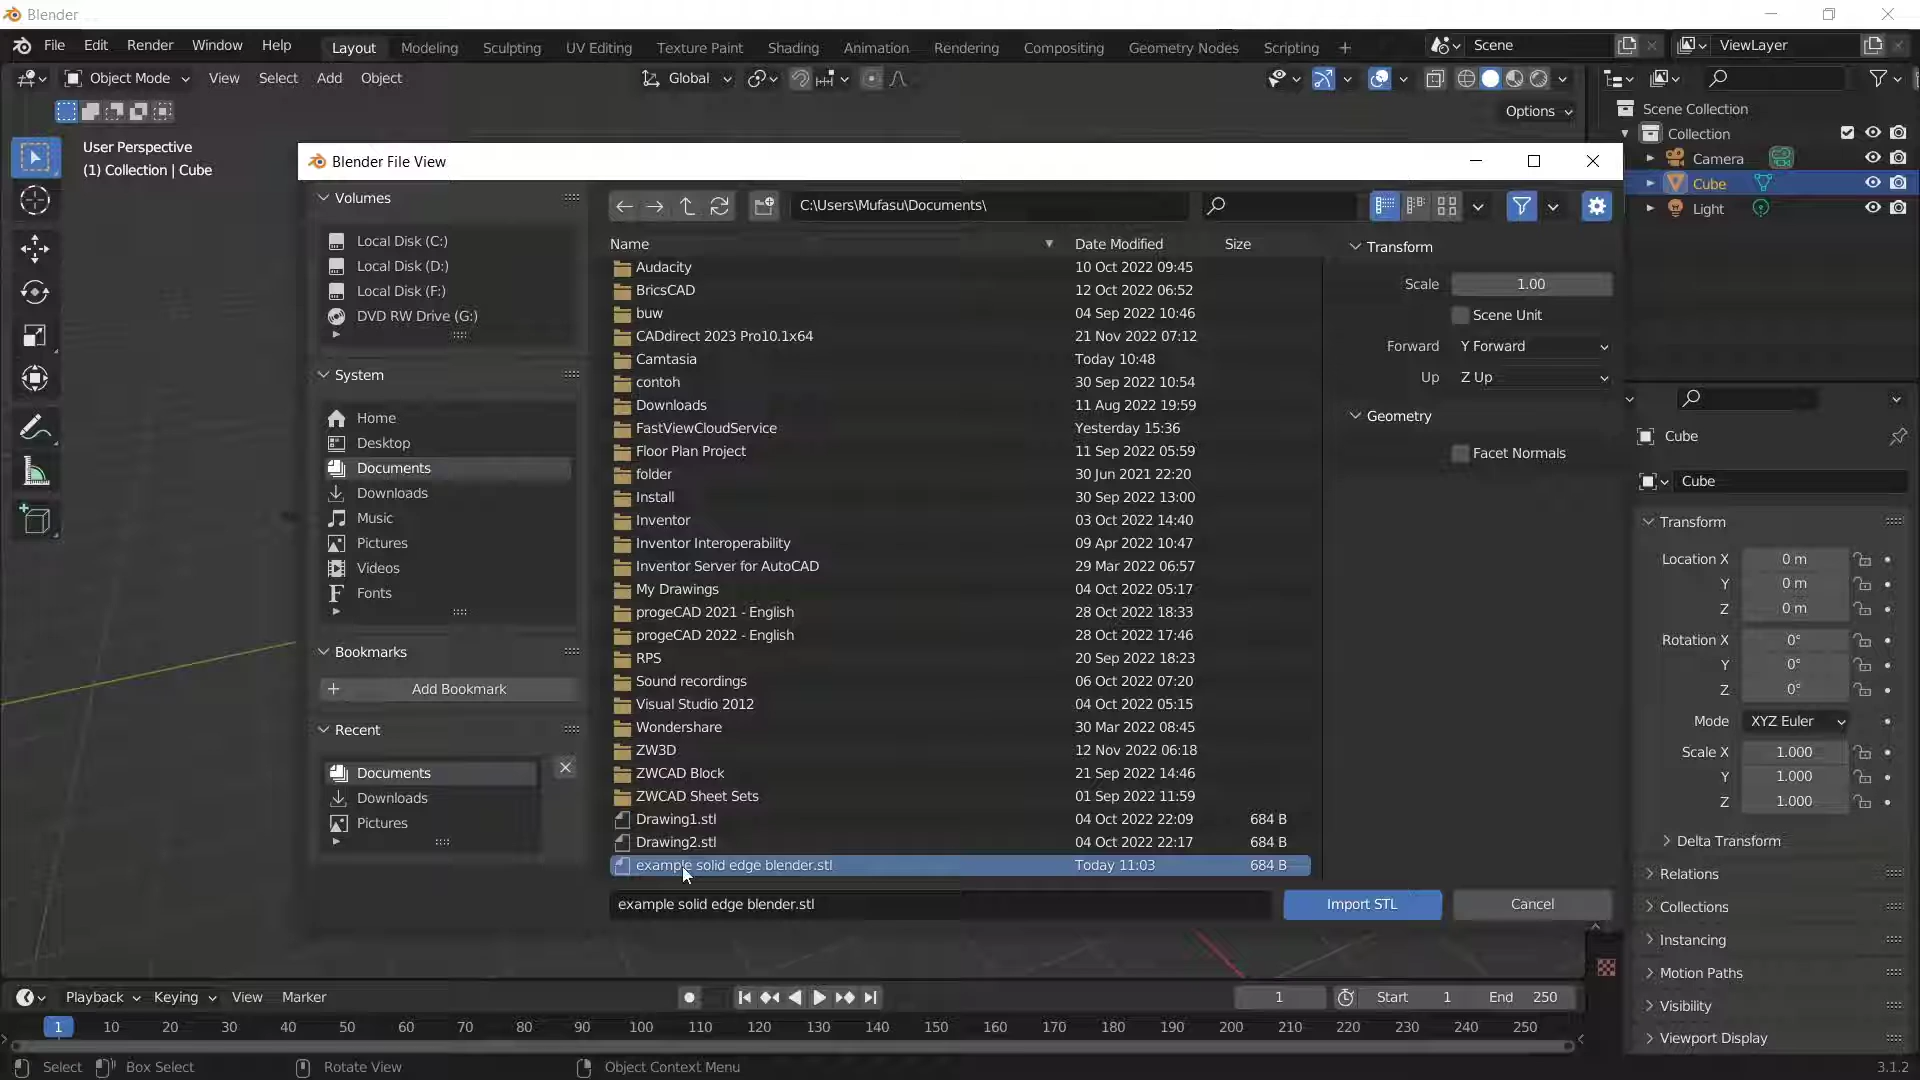 Blender
File Edit Render Window Help
Layout Modeling Sculpting UV Editing Texture Paint Shading Animation Rendering Compositing Geometry Nodes Scripting
Scene
ViewLayer
Object Mode View Select Add Object
Global
Options
User Perspective
(1) Collection | Cube
Scene Collection
Collection
Camera
Cube
Light
Blender File View
Volumes
Local Disk (C:)
Local Disk (D:)
Local Disk (F:)
DVD RW Drive (G:)
System
Home
Desktop
Documents
Downloads
Music
Pictures
Videos
Fonts
Bookmarks
Add Bookmark
Recent
Documents
Downloads
Pictures
C:\Users\Mufasu\Documents\
Name Date Modified Size
Audacity 10 Oct 2022 09:45
BricsCAD 12 Oct 2022 06:52
buw 04 Sep 2022 10:46
CADdirect 2023 Pro10.1x64 21 Nov 2022 07:12
Camtasia Today 10:48
contoh 30 Sep 2022 10:54
Downloads 11 Aug 2022 19:59
FastViewCloudService Yesterday 15:36
Floor Plan Project 11 Sep 2022 05:59
folder 30 Jun 2021 22:20
Install 30 Sep 2022 13:00
Inventor 03 Oct 2022 14:40
Inventor Interoperability 09 Apr 2022 10:47
Inventor Server for AutoCAD 29 Mar 2022 06:57
My Drawings 04 Oct 2022 05:17
progeCAD 2021 - English 28 Oct 2022 18:33
progeCAD 2022 - English 28 Oct 2022 17:46
RPS 20 Sep 2022 18:23
Sound recordings 06 Oct 2022 07:20
Visual Studio 2012 04 Oct 2022 05:15
Wondershare 30 Mar 2022 08:45
ZW3D 12 Nov 2022 06:18
ZWCAD Block 21 Sep 2022 14:46
ZWCAD Sheet Sets 01 Sep 2022 11:59
Drawing1.stl 04 Oct 2022 22:09 684 B
Drawing2.stl 04 Oct 2022 22:17 684 B
example solid edge blender.stl Today 11:03 684 B
example solid edge blender.stl
Import STL
Cancel
Transform
Scale 1.00
Scene Unit
Forward Y Forward
Up Z Up
Geometry
Facet Normals
Cube
Cube
Transform
Location X 0 m
Y 0 m
Z 0 m
Rotation X 0°
Y 0°
Z 0°
Mode XYZ Euler
Scale X 1.000
Y 1.000
Z 1.000
Delta Transform
Relations
Collections
Instancing
Motion Paths
Visibility
Viewport Display
Playback Keying View Marker
1 Start 1 End 250
1 10 20 30 40 50 60 70 80 90 100 110 120 130 140 150 160 170 180 190 200 210 220 230 240 250
Select Box Select Rotate View Object Context Menu
3.1.2